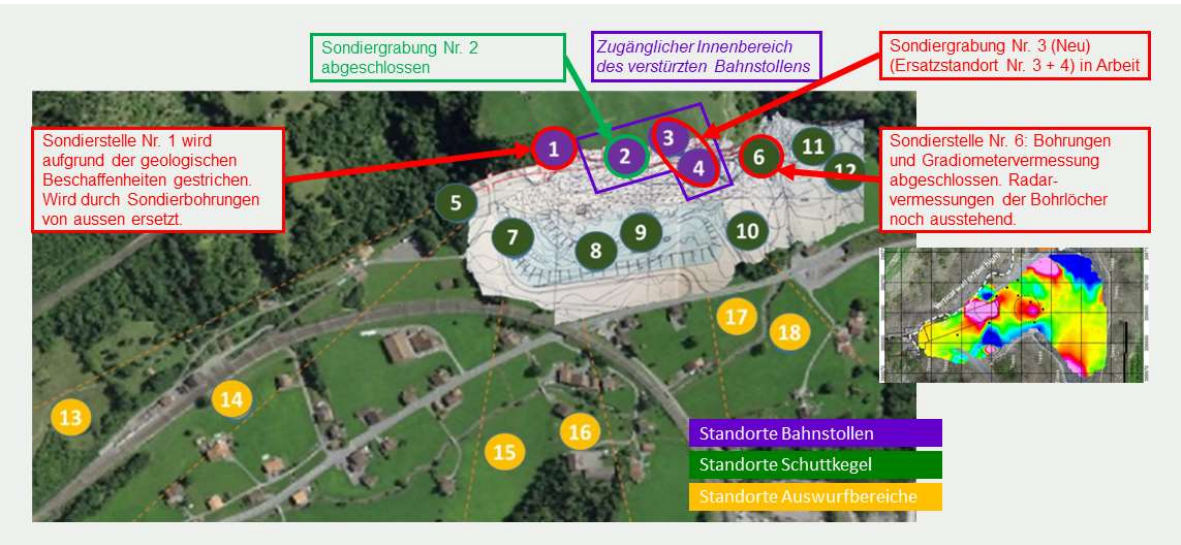 Sondiergrabung Nr. 2
abgeschlossen
Zugänglicher Innenbereich
des verstürzten Bahnstollens
Sondiergrabung Nr. 3 (Neu)
(Ersatzstandort Nr. 3 + 4) in Arbeit
Sondierstelle Nr. 1 wird
aufgrund der geologischen
Beschaffenheiten gestrichen.
Wird durch Sondierbohrungen
von aussen ersetzt.
Sondierstelle Nr. 6: Bohrungen
und Gradiometervermessung
abgeschlossen. Radar-
vermessungen der Bohrlöcher
noch ausstehend.
1
2
3
4
5
6
7
8
9
10
11
12
13
14
15
16
17
18
Standorte Bahnstollen
Standorte Schuttkegel
Standorte Auswurfbereiche